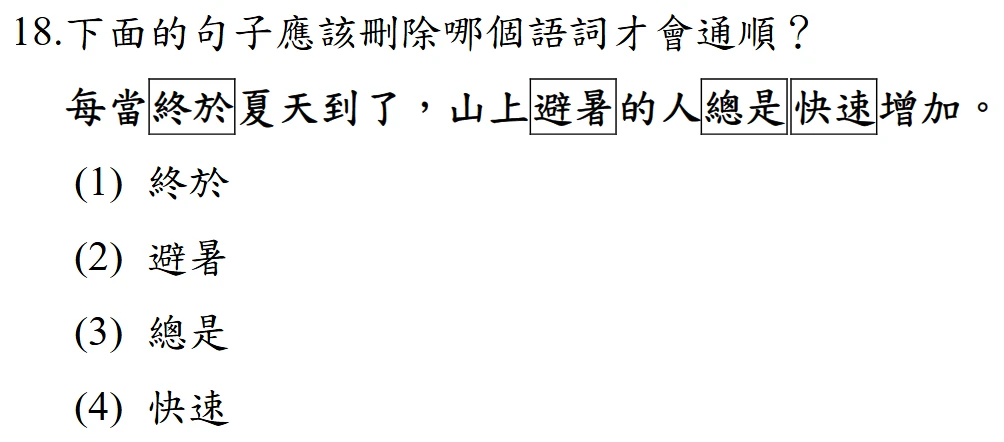 18.下面的句子應該刪除哪個語詞才會通順？
每當終於夏天到了，山上避暑的人總是快速增加。
(1) 終於
(2) 避暑
(3) 總是
(4) 快速